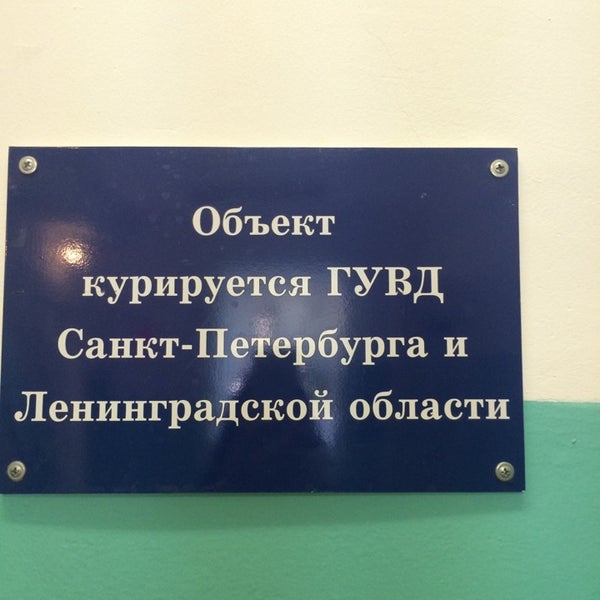 Объект
курируется ГУВД
Санкт-Петербурга и
Ленинградской области